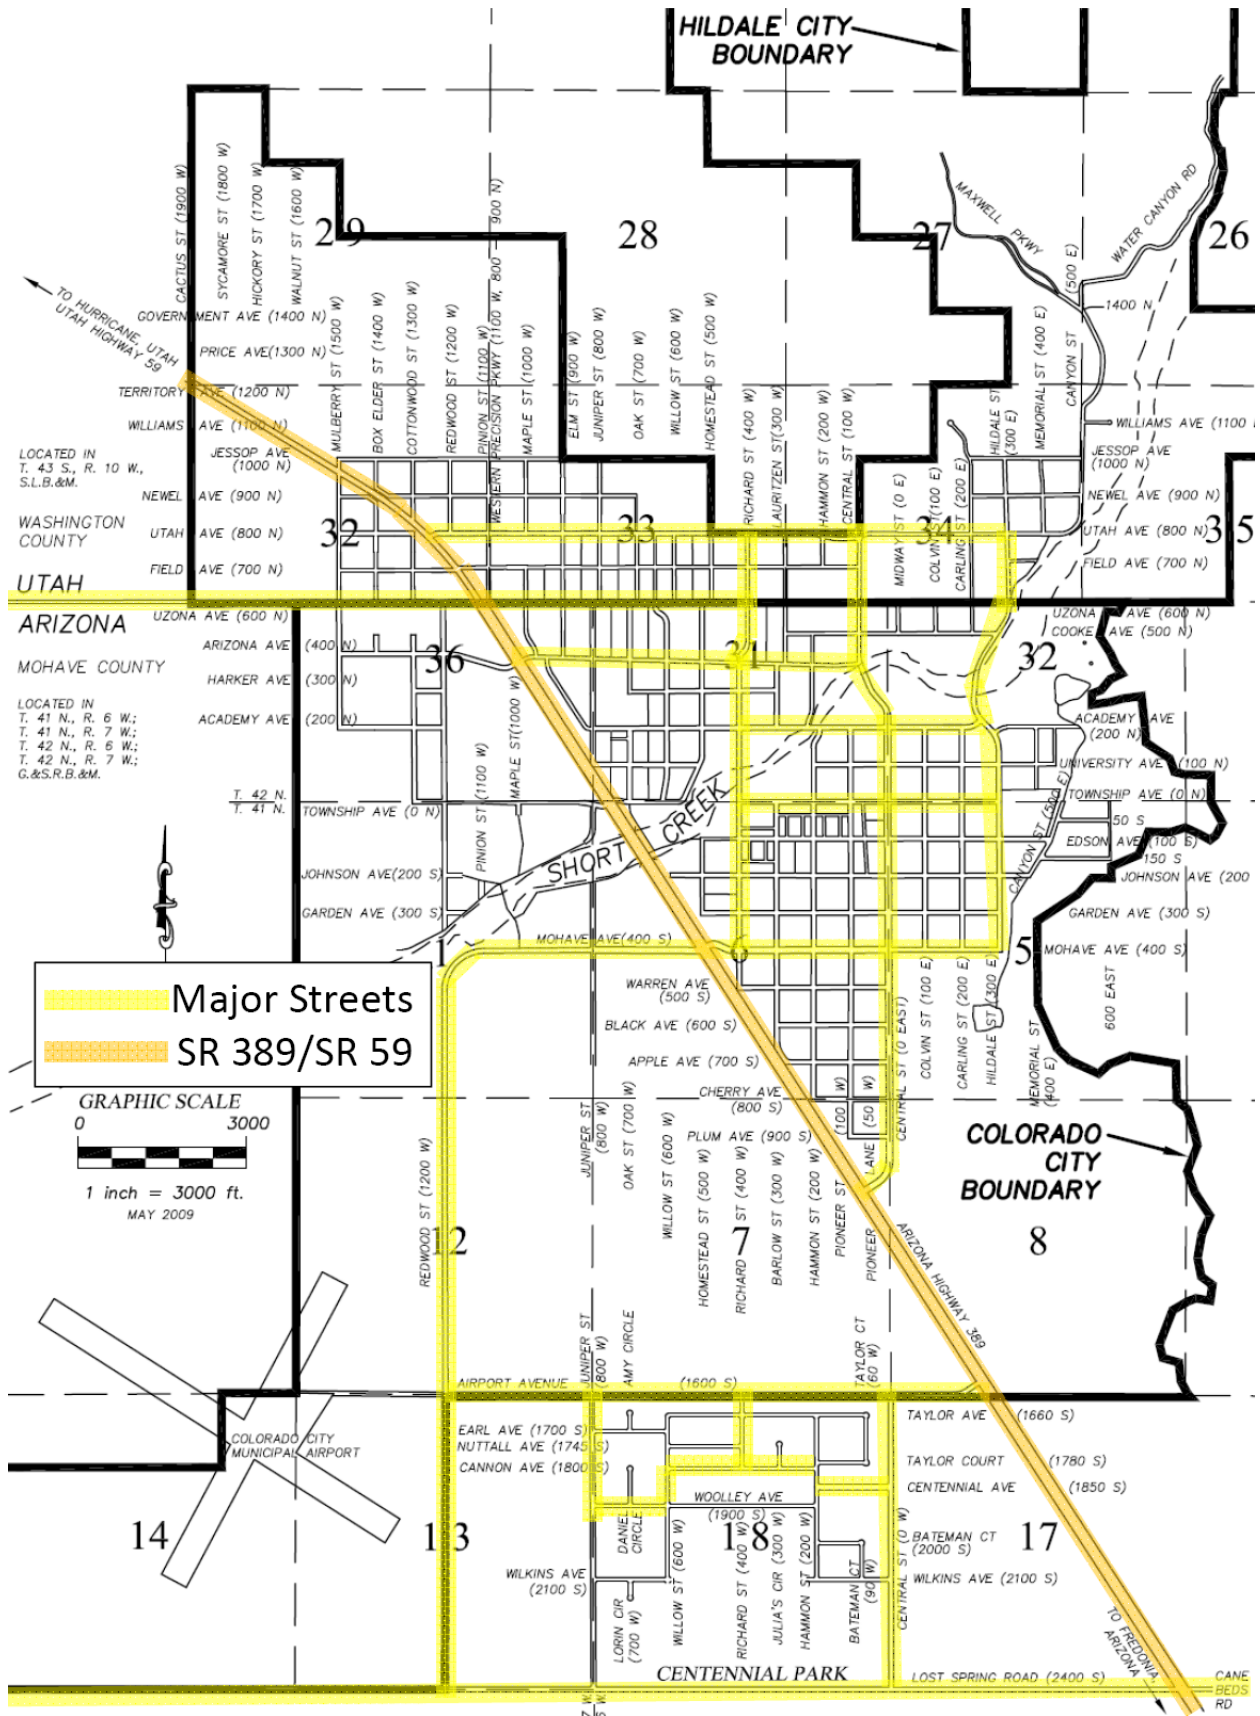 HILDALE CITY
BOUNDARY
CACTUS ST (1900 W)
SYCAMORE ST (1800 W)
HICKORY ST (1700 W)
WALNUT ST (1600 W)
29
28
27
26
MAXWELL PKWY
WATER CANYON RD
CANYON ST (500 E)
1400 N
TO HURRICANE, UTAH
UTAH HIGHWAY 59
GOVERNMENT AVE (1400 N)
PRICE AVE(1300 N)
TERRITORY AVE (1200 N)
WILLIAMS AVE (1100 N)
JESSOP AVE
(1000 N)
NEWEL AVE (900 N)
UTAH AVE (800 N)
FIELD AVE (700 N)
UZONA AVE (600 N)
MULBERRY ST (1500 W)
BOX ELDER ST (1400 W)
COTTONWOOD ST (1300 W)
REDWOOD ST (1200 W)
PINION ST (1100 W)
WESTERN PRECISION PKWY (1100 W, 800 - 900 N)
MAPLE ST (1000 W)
ELM ST (900 W)
JUNIPER ST (800 W)
OAK ST (700 W)
WILLOW ST (600 W)
HOMESTEAD ST (500 W)
RICHARD ST (400 W)
LAURITZEN ST(300 W)
HAMMON ST (200 W)
CENTRAL ST (100 W)
MIDWAY ST (0 E)
COLVIN ST(100 E)
CARLING ST (200 E)
HILDALE ST
(300 E)
MEMORIAL ST (400 E)
WILLIAMS AVE (1100
JESSOP AVE
(1000 N)
NEWEL AVE (900 N)
UTAH AVE (800 N)
FIELD AVE (700 N)
UZONA AVE (600 N)
COOKE AVE (500 N)
LOCATED IN
T. 43 S., R. 10 W.,
S.L.B.&M.
WASHINGTON
COUNTY
UTAH
ARIZONA
MOHAVE COUNTY
LOCATED IN
T. 41 N., R. 6 W.;
T. 41 N., R. 7 W.;
T. 42 N., R. 6 W.;
T. 42 N., R. 7 W.;
G.&S.R.B.&M.
32
33
34
35
36
31
32
ARIZONA AVE (400 N)
HARKER AVE (300 N)
ACADEMY AVE (200 N)
T. 42 N.
T. 41 N.
TOWNSHIP AVE (0 N)
PINION ST (1100 W)
MAPLE ST(1000 W)
JOHNSON AVE(200 S)
GARDEN AVE (300 S)
MOHAVE AVE(400 S)
SHORT CREEK
ACADEMY AVE
(200 N)
UNIVERSITY AVE (100 N)
TOWNSHIP AVE (0 N)
50 S
EDSON AVE (100 S)
150 S
JOHNSON AVE (200
CANYON ST (500 E)
GARDEN AVE (300 S)
MOHAVE AVE (400 S)
600 EAST
1
6
5
Major Streets
SR 389/SR 59
GRAPHIC SCALE
0 3000
1 inch = 3000 ft.
MAY 2009
WARREN AVE
(500 S)
BLACK AVE (600 S)
APPLE AVE (700 S)
CHERRY AVE
(800 S)
PLUM AVE (900 S)
CENTRAL ST (0 EAST)
COLVIN ST (100 E)
CARLING ST (200 E)
HILDALE ST (300 E)
MEMORIAL ST
(400 E)
COLORADO
CITY
BOUNDARY
REDWOOD ST (1200 W)
JUNIPER ST
(800 W)
OAK ST (700 W)
WILLOW ST (600 W)
HOMESTEAD ST (500 W)
RICHARD ST (400 W)
BARLOW ST (300 W)
HAMMON ST (200 W)
PIONEER ST (100 W)
PIONEER LANE (50 W)
ARIZONA HIGHWAY 389
12
7
8
JUNIPER ST
(800 W)
AMY CIRCLE
TAYLOR CT
(60 W)
AIRPORT AVENUE (1600 S)
EARL AVE (1700 S)
NUTTALL AVE (1745 S)
CANNON AVE (1800 S)
COLORADO CITY
MUNICIPAL AIRPORT
TAYLOR AVE (1660 S)
TAYLOR COURT (1780 S)
CENTENNIAL AVE (1850 S)
WOOLLEY AVE
(1900 S)
BATEMAN CT
(2000 S)
WILKINS AVE (2100 S)
WILKINS AVE
(2100 S)
14
13
18
17
DANIEL
CIRCLE
LORIN CIR
(700 W)
WILLOW ST (600 W)
RICHARD ST (400 W)
JULIA'S CIR (300 W)
HAMMON ST (200 W)
BATEMAN CT
(90 W)
CENTRAL ST (0 W)
CENTENNIAL PARK
LOST SPRING ROAD (2400 S)
TO FREDONIA,
ARIZONA
CANE
BEDS
RD